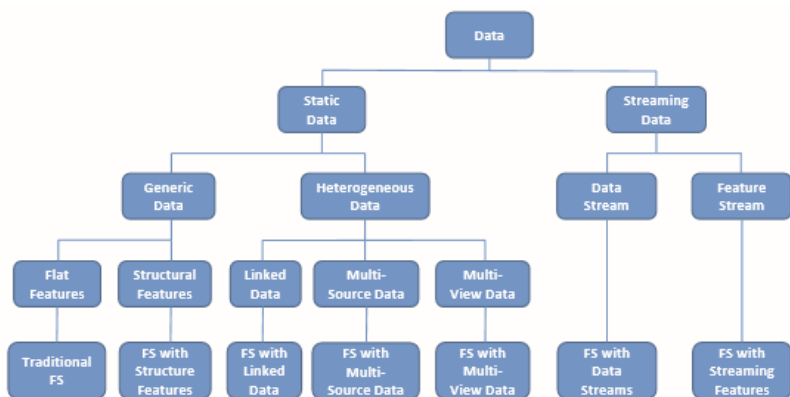 Data
Static
Data
Streaming
Data
Generic
Data
Heterogeneous
Data
Data
Stream
Feature
Stream
Flat
Features
Structural
Features
Linked
Data
Multi-
Source Data
Multi-
View Data
Traditional
FS
FS with
Structure
Features
FS with
Linked
Data
FS with
Multi-
Source Data
FS with
Multi-
View Data
FS with
Data
Streams
FS with
Streaming
Features